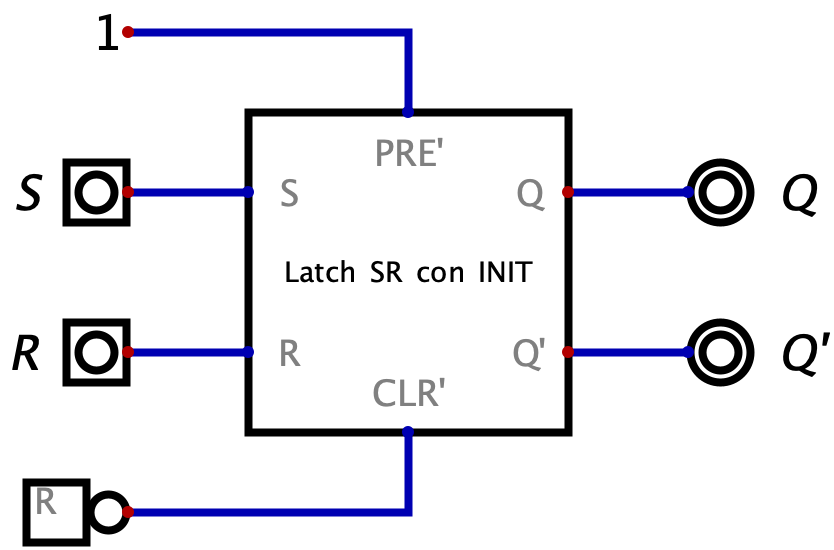 1
PRE'
S S Q Q
Latch SR con INIT
R R Q' Q'
CLR'
R